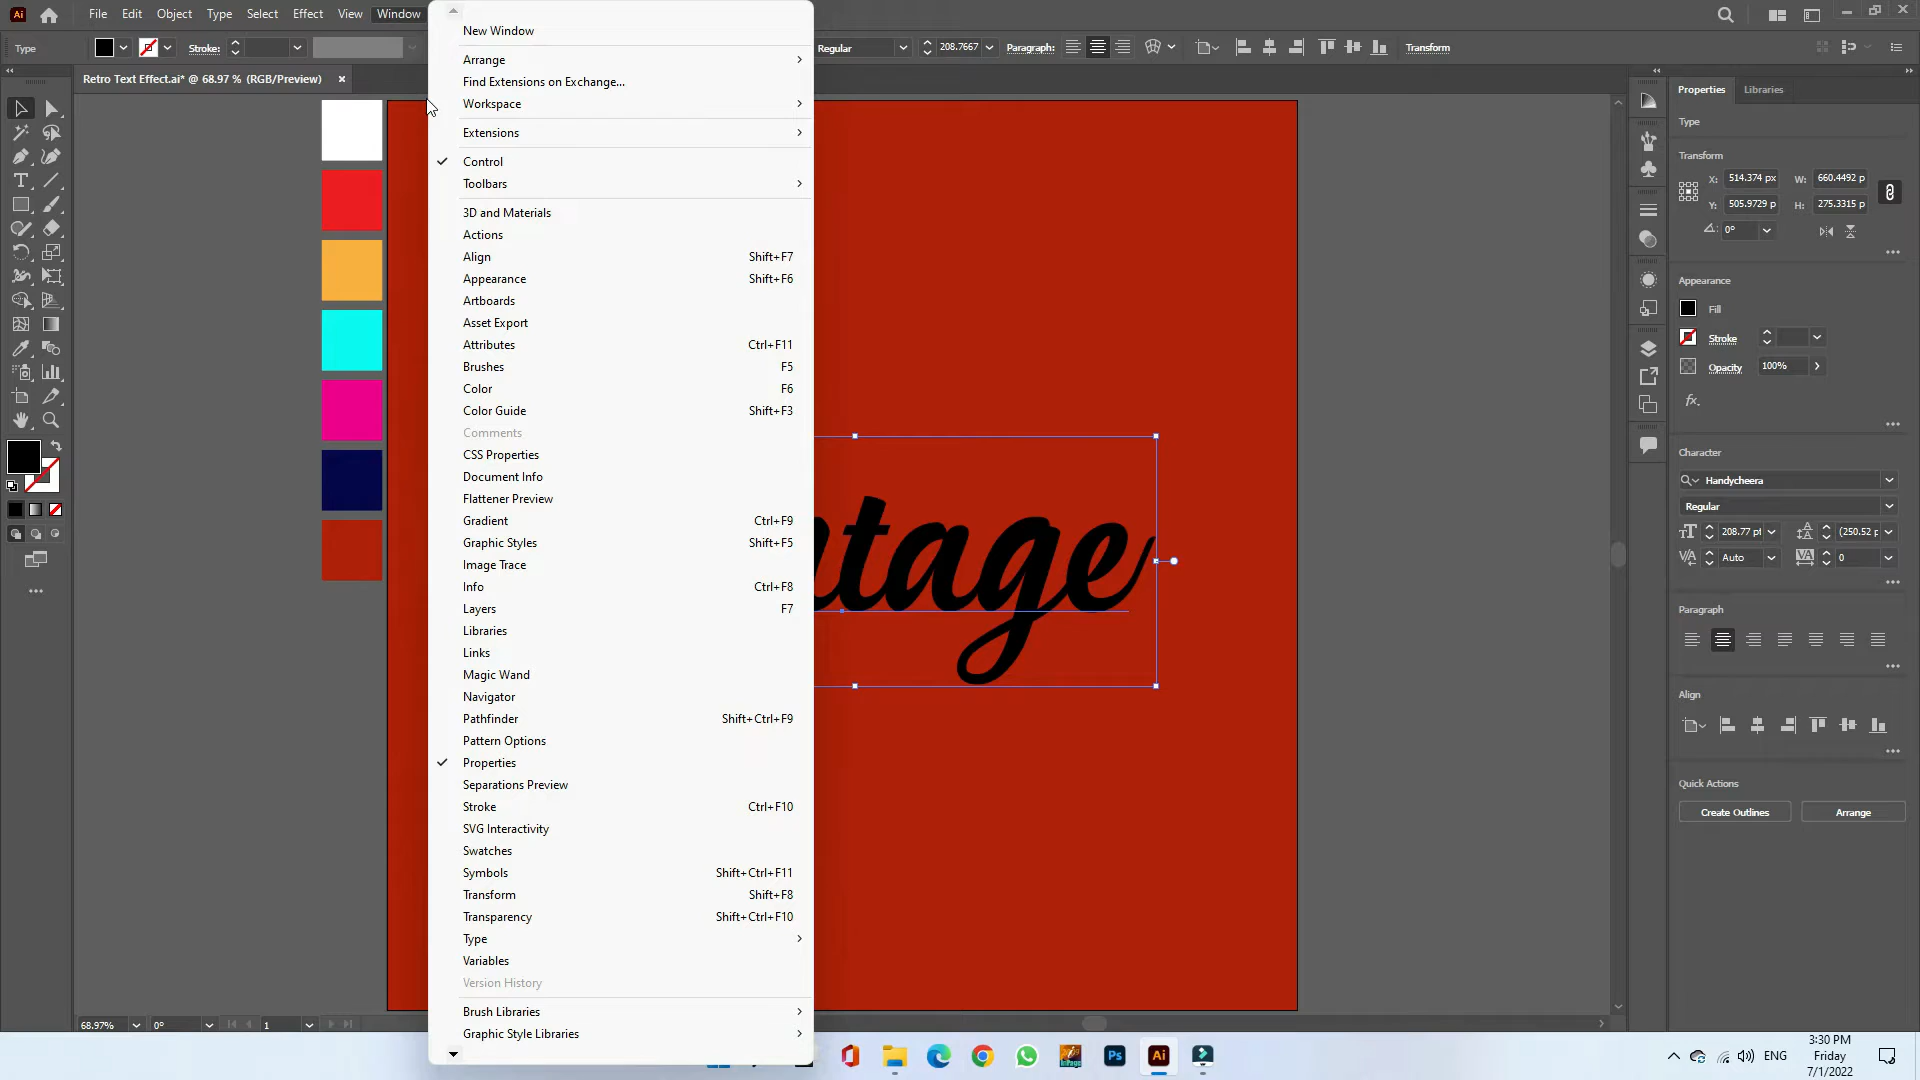 Ai File Edit Object Type Select Effect View Window
Type Stroke: Regular 208.7667 Paragraph: Transform
Retro Text Effect.ai* @ 68.97 % (RGB/Preview) ×
New Window
Arrange
Find Extensions on Exchange...
Workspace
Extensions
Control
Toolbars
3D and Materials
Actions
Align Shift+F7
Appearance Shift+F6
Artboards
Asset Export
Attributes Ctrl+F11
Brushes F5
Color F6
Color Guide Shift+F3
Comments
CSS Properties
Document Info
Flattener Preview
Gradient Ctrl+F9
Graphic Styles Shift+F5
Image Trace
Info Ctrl+F8
Layers F7
Libraries
Links
Magic Wand
Navigator
Pathfinder Shift+Ctrl+F9
Pattern Options
Properties
Separations Preview
Stroke Ctrl+F10
SVG Interactivity
Swatches
Symbols Shift+Ctrl+F11
Transform Shift+F8
Transparency Shift+Ctrl+F10
Type
Variables
Version History
Brush Libraries
Graphic Style Libraries
ntage
Properties Libraries
Type
Transform
X: 514.374 px W: 660.4492 p
Y: 505.9729 p H: 275.3315 p
0°
Appearance
Fill
Stroke
Opacity 100%
fx.
Character
Handycheera
Regular
208.77 pt (250.52 p
Auto 0
Paragraph
Align
Quick Actions
Create Outlines Arrange
68.97% 0° 1
Ps Ai ENG
3:30 PM
Friday
7/1/2022